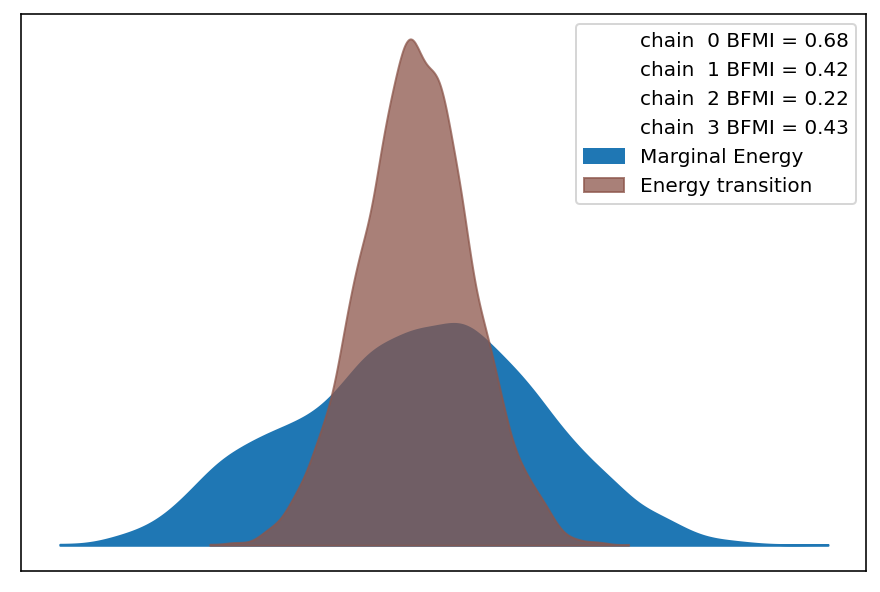 chain  0 BFMI = 0.68
chain  1 BFMI = 0.42
chain  2 BFMI = 0.22
chain  3 BFMI = 0.43
Marginal Energy
Energy transition